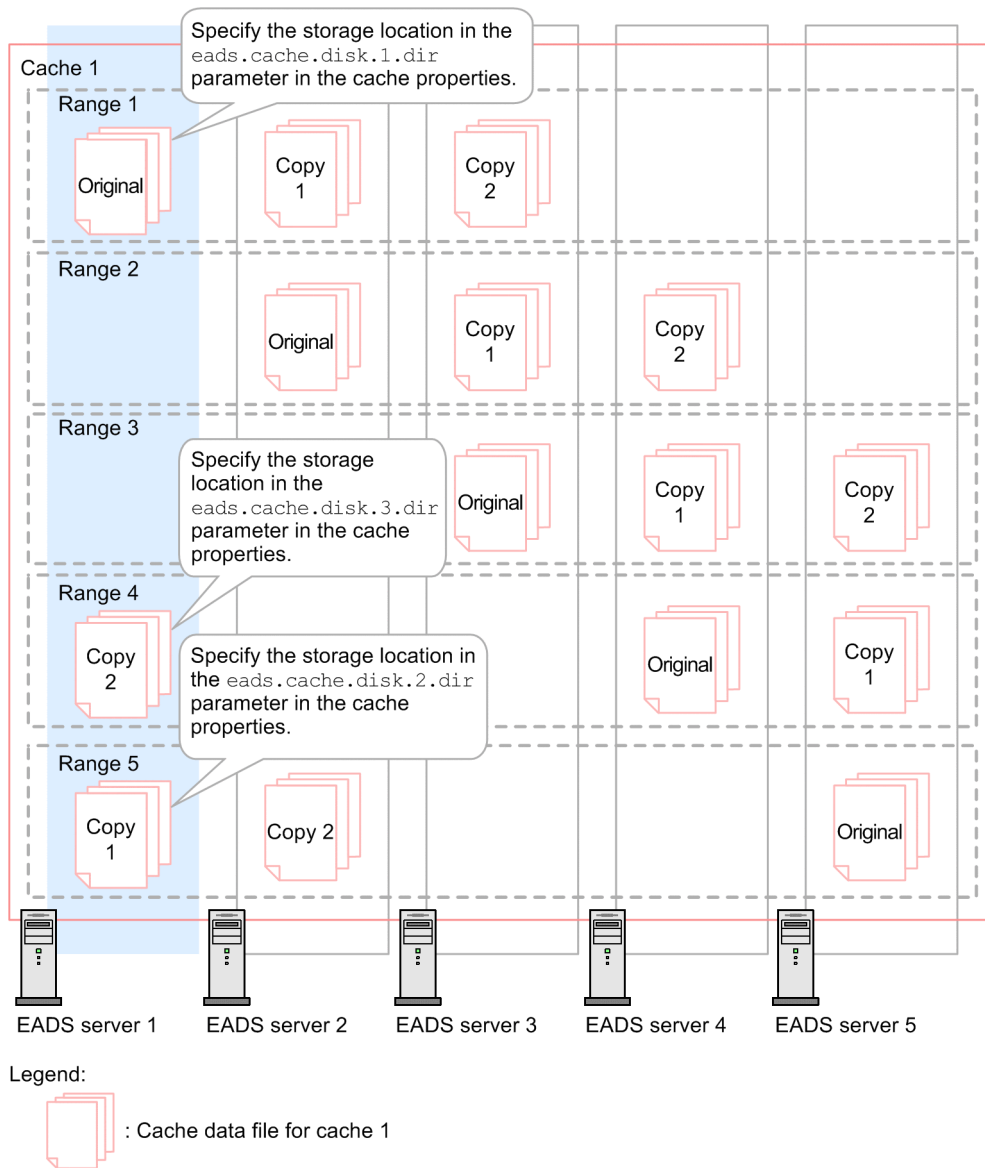 Specify the storage location in the
eads.cache.disk.1.dir
parameter in the cache properties.
Cache 1
Range 1
Original
Copy
1
Copy
2
Range 2
Original
Copy
1
Copy
2
Range 3
Specify the storage
location in the
eads.cache.disk.3.dir
parameter in the cache
properties.
Original
Copy
1
Copy
2
Range 4
Copy
2
Original
Copy
1
Specify the storage location in
the eads.cache.disk.2.dir
parameter in the cache
properties.
Range 5
Copy
1
Copy 2
Original
EADS server 1
EADS server 2
EADS server 3
EADS server 4
EADS server 5
Legend:
: Cache data file for cache 1